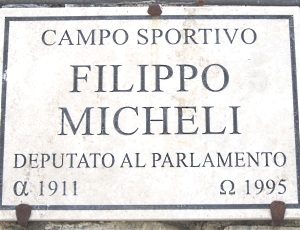 CAMPO SPORTIVO
FILIPPO
MICHELI
DEPUTATO AL PARLAMENTO
α 1911 Ω 1995